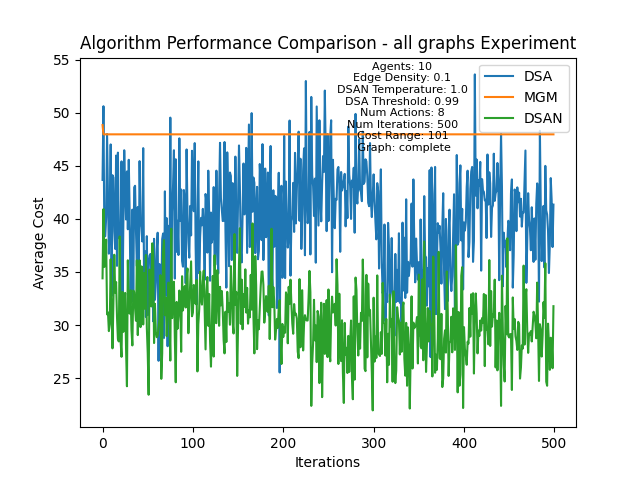 Algorithm Performance Comparison - all graphs Experiment
Agents: 10
Edge Density: 0.1
DSAN Temperature: 1.0
DSA Threshold: 0.99
Num Actions: 8
Num Iterations: 500
Cost Range: 101
Graph: complete
DSA
MGM
DSAN
Average Cost
55
50
45
40
35
30
25
0
100
200
300
400
500
Iterations